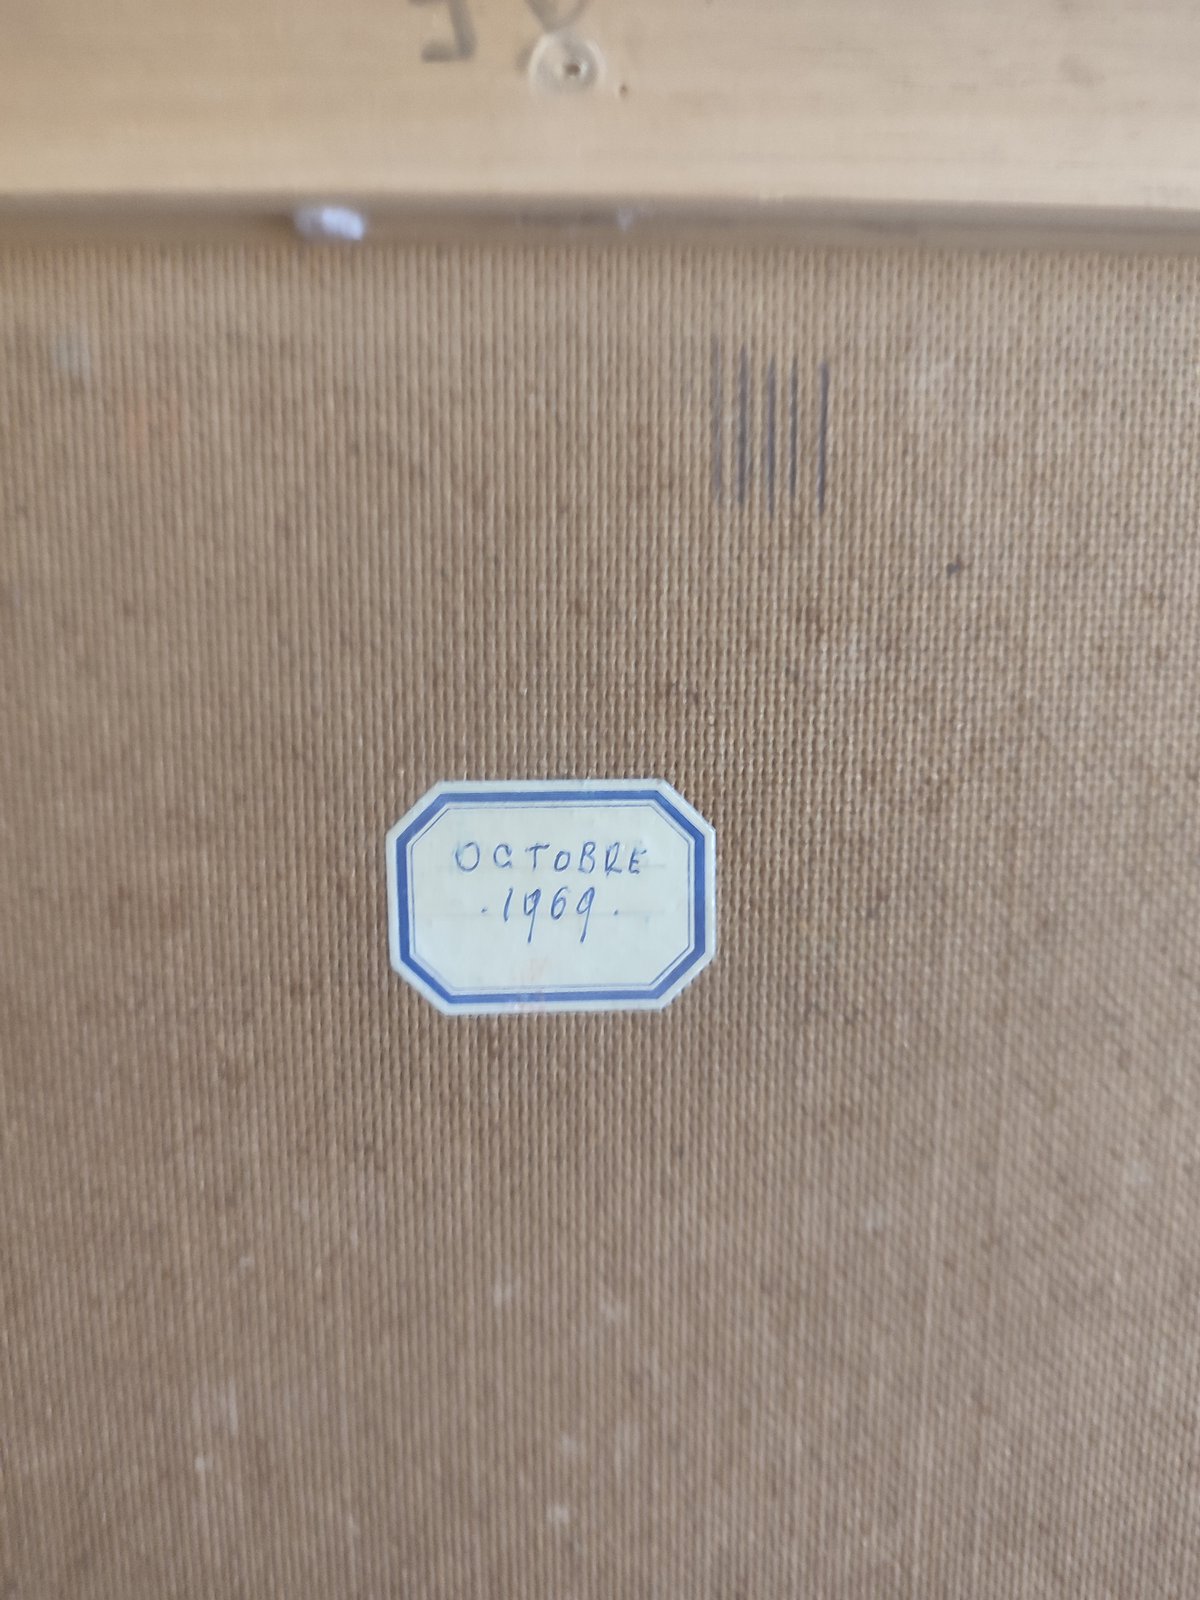 OCTOBRE
. 1969 .